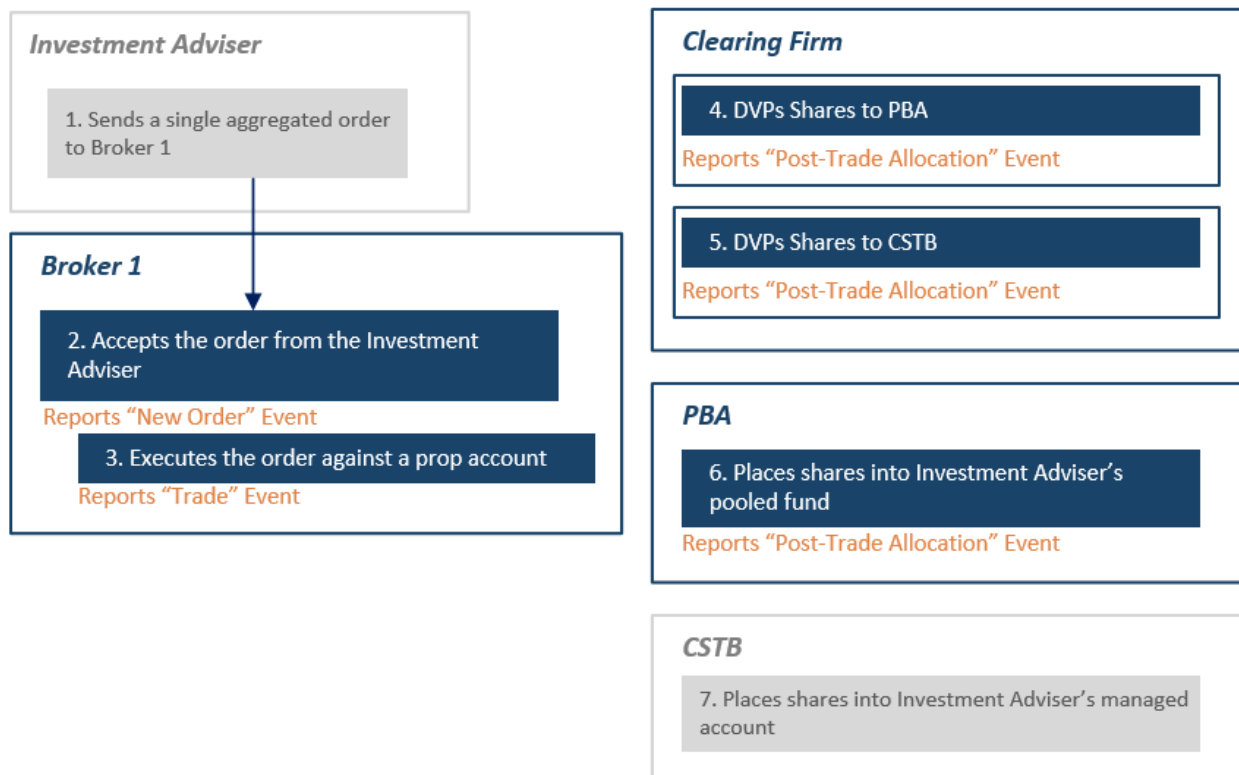 Investment Adviser
1. Sends a single aggregated order
to Broker 1
Broker 1
2. Accepts the order from the Investment
Adviser
Reports “New Order” Event
3. Executes the order against a prop account
Reports “Trade” Event
Clearing Firm
4. DVPs Shares to PBA
Reports “Post-Trade Allocation” Event
5. DVPs Shares to CSTB
Reports “Post-Trade Allocation” Event
PBA
6. Places shares into Investment Adviser’s
pooled fund
Reports “Post-Trade Allocation” Event
CSTB
7. Places shares into Investment Adviser’s managed
account